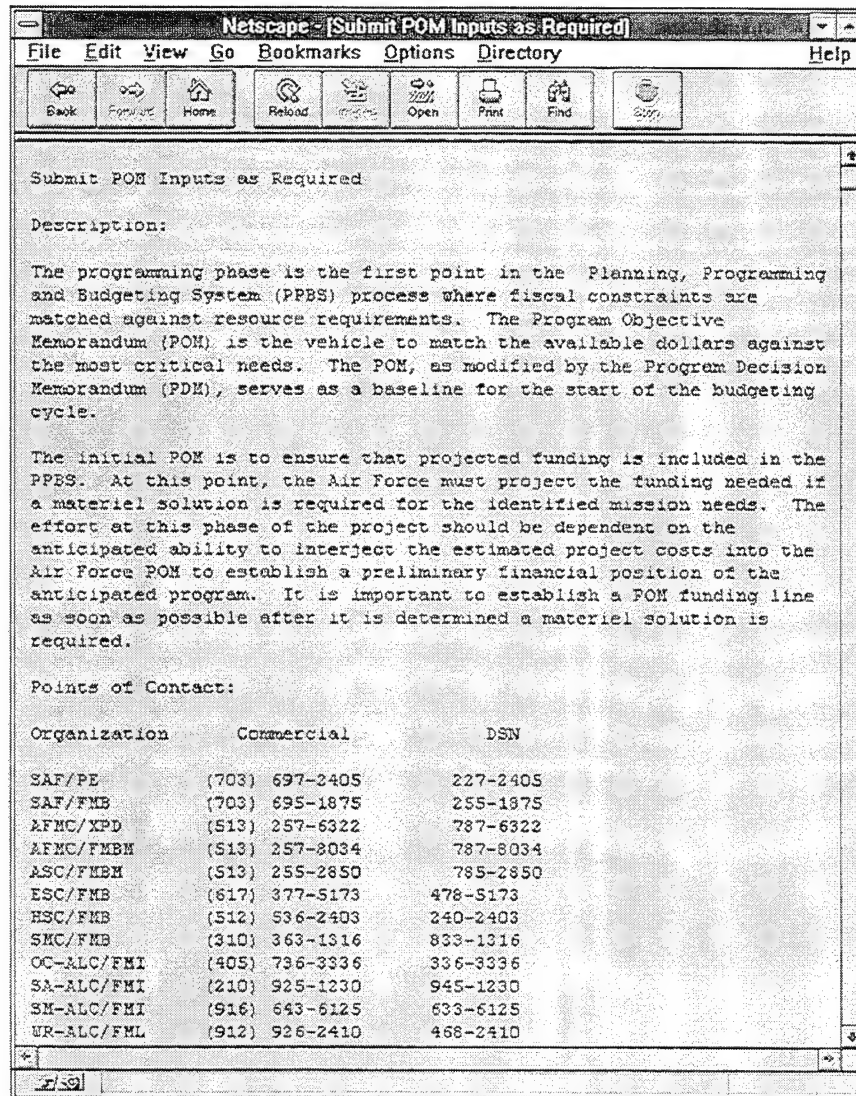 Netscape - [Submit POM Inputs as Required]
File Edit View Go Bookmarks Options Directory Help
Back Forward Home Reload Images Open Print Find Stop
Submit POM Inputs as Required
Description:
The programming phase is the first point in the Planning, Programming
and Budgeting System (PPBS) process where fiscal constraints are
matched against resource requirements. The Program Objective
Memorandum (POM) is the vehicle to match the available dollars against
the most critical needs. The POM, as modified by the Program Decision
Memorandum (PDM), serves as a baseline for the start of the budgeting
cycle.
The initial POM is to ensure that projected funding is included in the
PPBS. At this point, the Air Force must project the funding needed if
a materiel solution is required for the identified mission needs. The
effort at this phase of the project should be dependent on the
anticipated ability to interject the estimated project costs into the
Air Force POM to establish a preliminary financial position of the
anticipated program. It is important to establish a POM funding line
as soon as possible after it is determined a materiel solution is
required.
Points of Contact:
Organization Commercial DSN
SAF/PE (703) 697-2405 227-2405
SAF/FMB (703) 695-1875 255-1875
AFMC/XPD (513) 257-6322 787-6322
AFMC/FMBM (513) 257-8034 787-8034
ASC/FMBM (513) 255-2850 785-2850
ESC/FMB (617) 377-5173 478-5173
HSC/FMB (512) 536-2403 240-2403
SMC/FMB (310) 363-1316 833-1316
OC-ALC/FMI (405) 736-3336 336-3336
SA-ALC/FMI (210) 925-1230 945-1230
SM-ALC/FMI (916) 643-6125 633-6125
WR-ALC/FML (912) 926-2410 468-2410